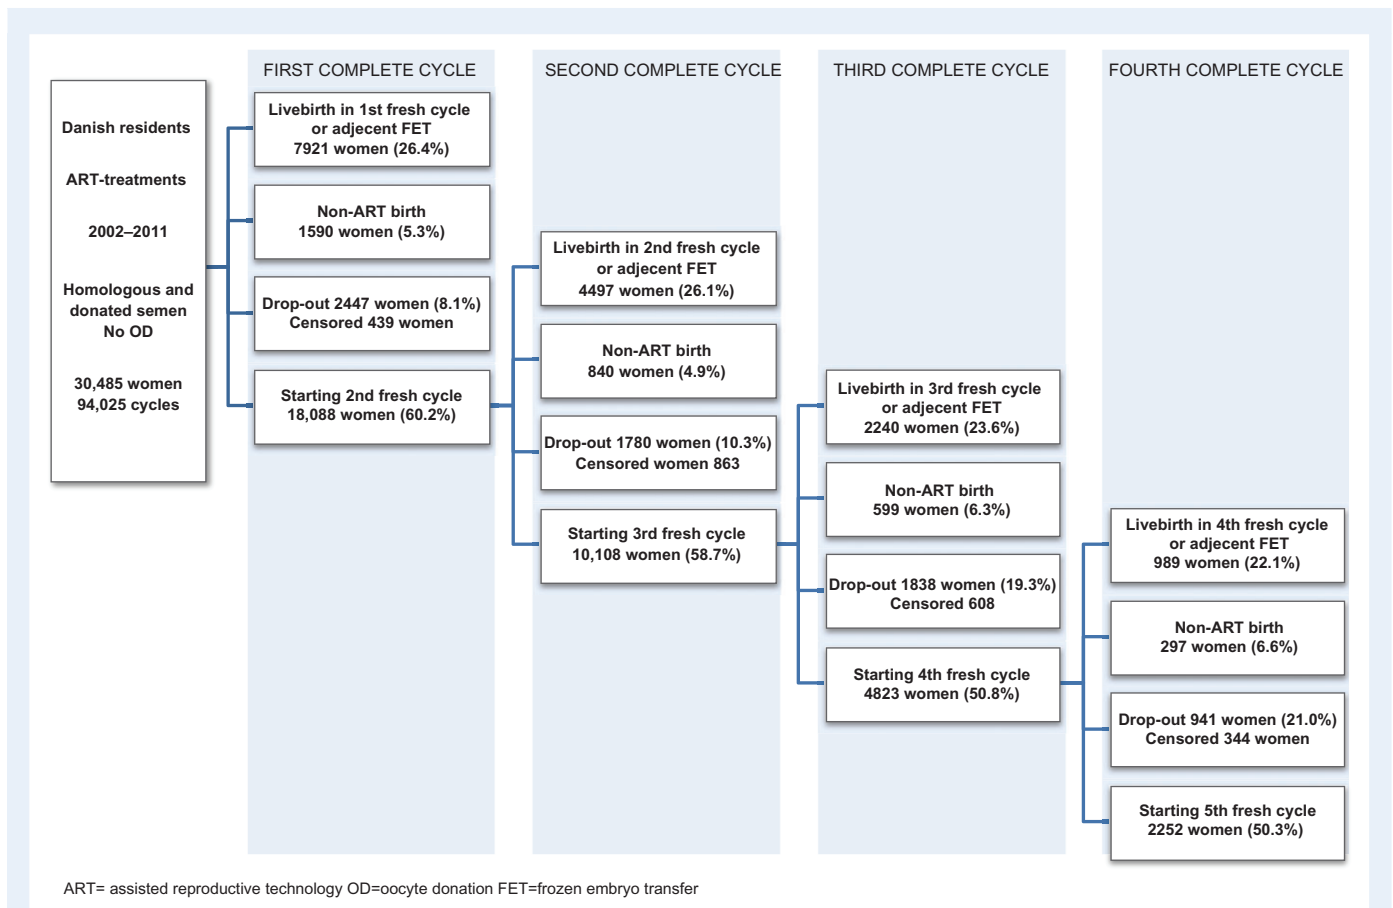 FIRST COMPLETE CYCLE
SECOND COMPLETE CYCLE
THIRD COMPLETE CYCLE
FOURTH COMPLETE CYCLE
Danish residents
ART-treatments
2002–2011
Homologous and
donated semen
No OD
30,485 women
94,025 cycles
Livebirth in 1st fresh cycle
or adjecent FET
7921 women (26.4%)
Non-ART birth
1590 women (5.3%)
Drop-out 2447 women (8.1%)
Censored 439 women
Starting 2nd fresh cycle
18,088 women (60.2%)
Livebirth in 2nd fresh cycle
or adjecent FET
4497 women (26.1%)
Non-ART birth
840 women (4.9%)
Drop-out 1780 women (10.3%)
Censored women 863
Starting 3rd fresh cycle
10,108 women (58.7%)
Livebirth in 3rd fresh cycle
or adjecent FET
2240 women (23.6%)
Non-ART birth
599 women (6.3%)
Drop-out 1838 women (19.3%)
Censored 608
Starting 4th fresh cycle
4823 women (50.8%)
Livebirth in 4th fresh cycle
or adjecent FET
989 women (22.1%)
Non-ART birth
297 women (6.6%)
Drop-out 941 women (21.0%)
Censored 344 women
Starting 5th fresh cycle
2252 women (50.3%)
ART= assisted reproductive technology OD=oocyte donation FET=frozen embryo transfer